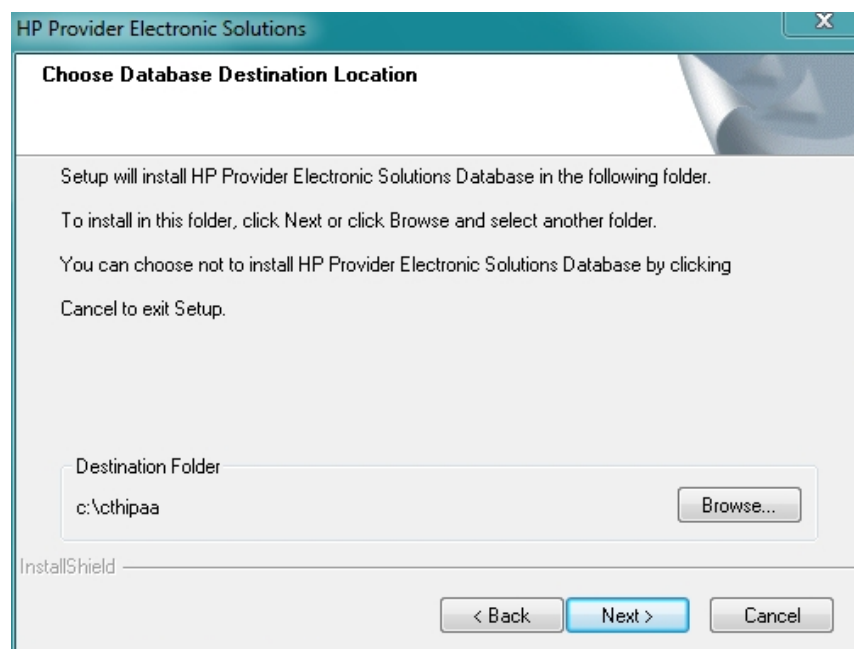 HP Provider Electronic Solutions
X
Choose Database Destination Location
Setup will install HP Provider Electronic Solutions Database in the following folder.
To install in this folder, click Next or click Browse and select another folder.
You can choose not to install HP Provider Electronic Solutions Database by clicking
Cancel to exit Setup.
Destination Folder
c:\cthipaa
Browse...
InstallShield
< Back
Next >
Cancel